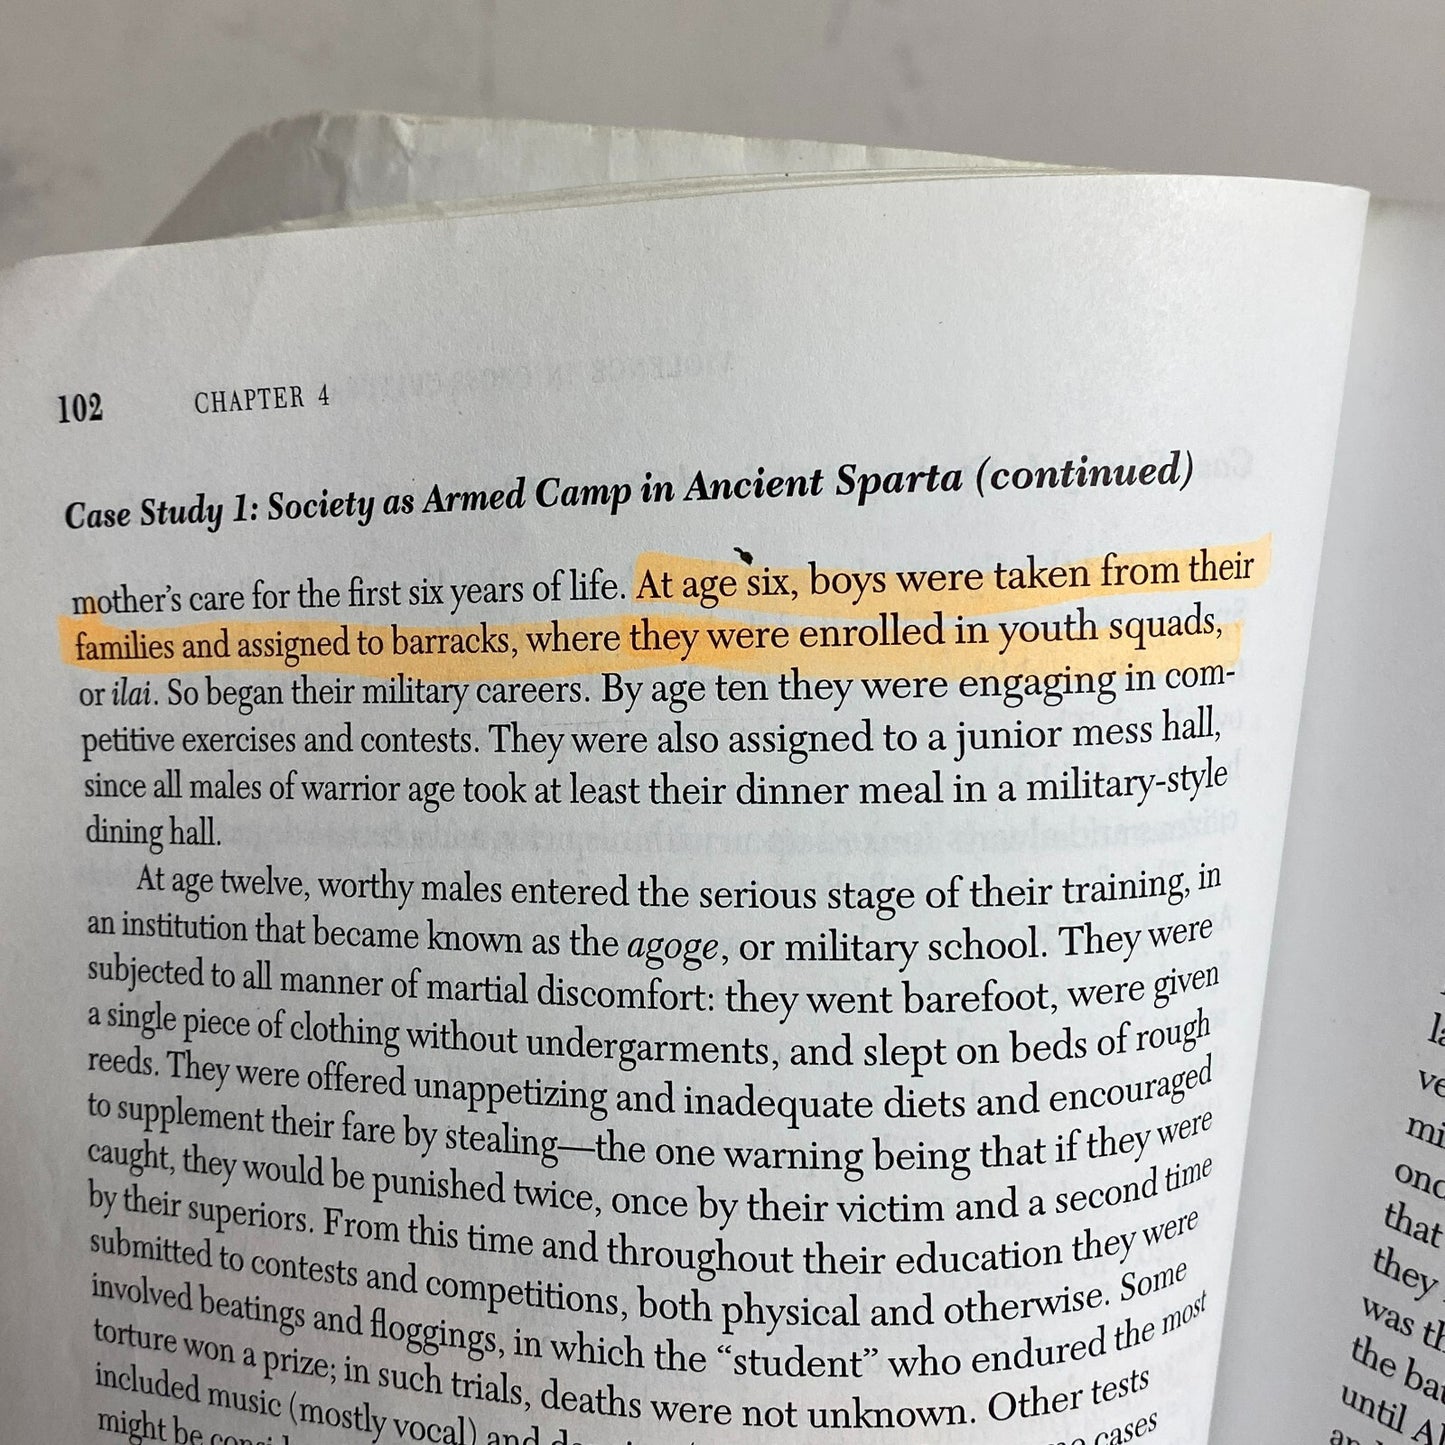 102 CHAPTER 4
Case Study 1: Society as Armed Camp in Ancient Sparta (continued)
mother's care for the first six years of life. At age six, boys were taken from their
families and assigned to barracks, where they were enrolled in youth squads,
or ilai. So began their military careers. By age ten they were engaging in com-
petitive exercises and contests. They were also assigned to a junior mess hall,
since all males of warrior age took at least their dinner meal in a military-style
dining hall.
At age twelve, worthy males entered the serious stage of their training, in
an institution that became known as the agoge, or military school. They were
subjected to all manner of martial discomfort: they went barefoot, were given
a single piece of clothing without undergarments, and slept on beds of rough
reeds. They were offered unappetizing and inadequate diets and encouraged
to supplement their fare by stealing—the one warning being that if they were
caught, they would be punished twice, once by their victim and a second time
by their superiors. From this time and throughout their education they were
submitted to contests and competitions, both physical and otherwise. Some
involved beatings and floggings, in which the “student” who endured the most
torture won a prize; in such trials, deaths were not unknown. Other tests
included music (mostly vocal) and
might be cases
that
they
was
the
until